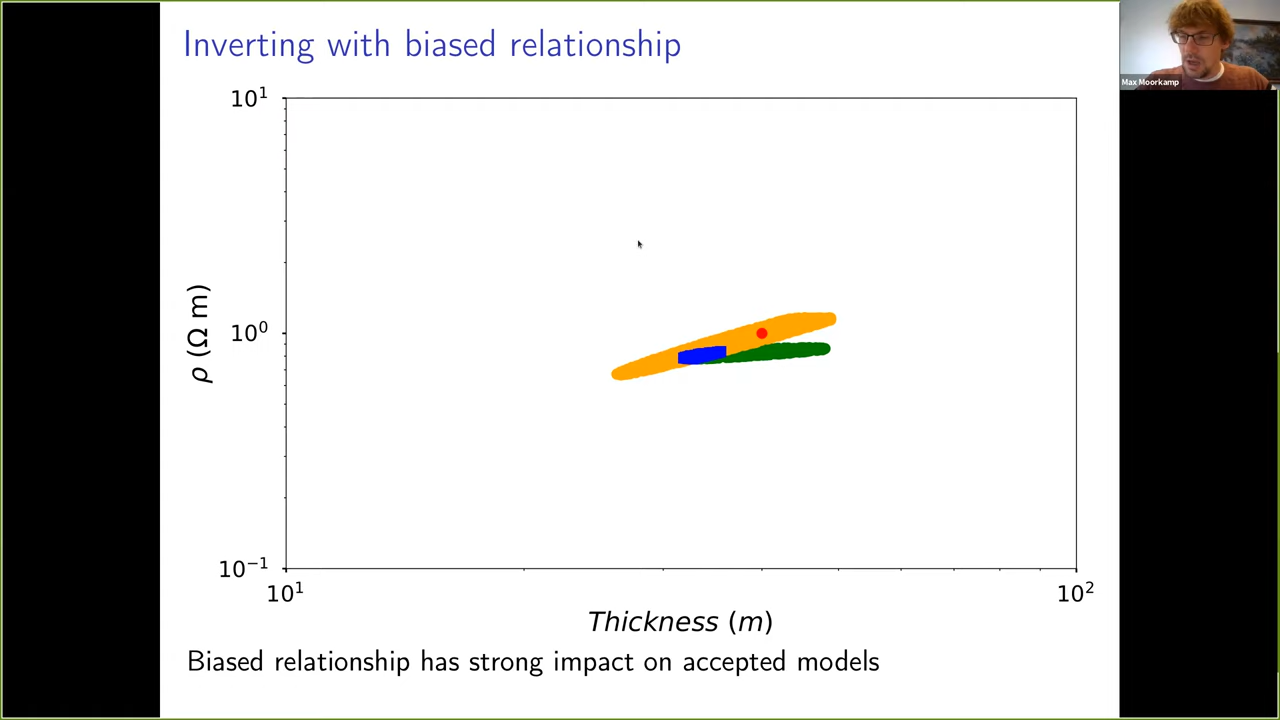 Inverting with biased relationship
Max Moorkamp
10¹
10⁰
10⁻¹
ρ (Ω m)
10¹
10²
Thickness (m)
Biased relationship has strong impact on accepted models